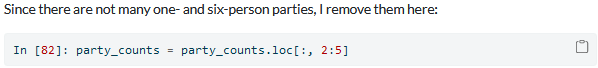 Since there are not many one- and six-person parties, I remove them here:
In [82]: party_counts = party_counts.loc[:, 2:5]